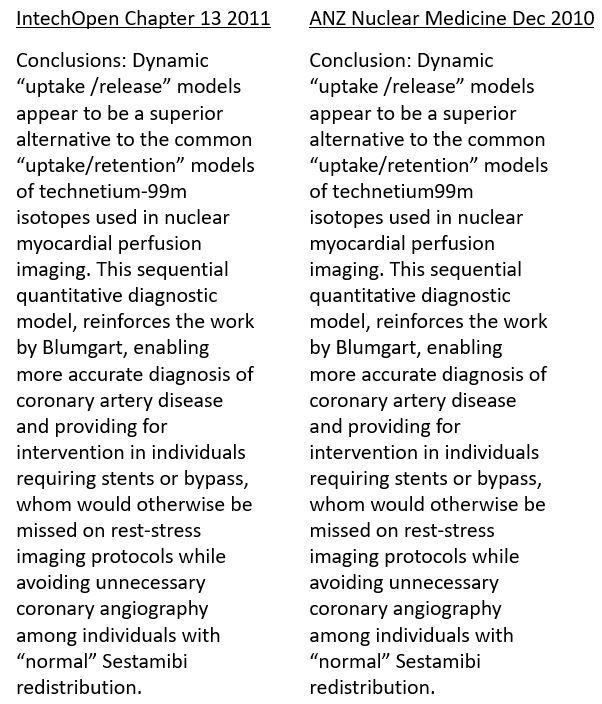 IntechOpen Chapter 13 2011
Conclusions: Dynamic
“uptake /release” models
appear to be a superior
alternative to the common
“uptake/retention” models
of technetium-99m
isotopes used in nuclear
myocardial perfusion
imaging. This sequential
quantitative diagnostic
model, reinforces the work
by Blumgart, enabling
more accurate diagnosis of
coronary artery disease
and providing for
intervention in individuals
requiring stents or bypass,
whom would otherwise be
missed on rest-stress
imaging protocols while
avoiding unnecessary
coronary angiography
among individuals with
“normal” Sestamibi
redistribution.
ANZ Nuclear Medicine Dec 2010
Conclusion: Dynamic
“uptake /release” models
appear to be a superior
alternative to the common
“uptake/retention” models
of technetium99m
isotopes used in nuclear
myocardial perfusion
imaging. This sequential
quantitative diagnostic
model, reinforces the work
by Blumgart, enabling
more accurate diagnosis of
coronary artery disease
and providing for
intervention in individuals
requiring stents or bypass,
whom would otherwise be
missed on rest-stress
imaging protocols while
avoiding unnecessary
coronary angiography
among individuals with
“normal” Sestamibi
redistribution.